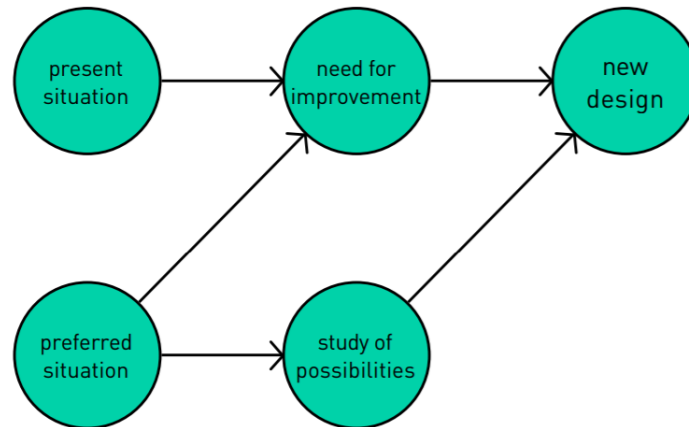 present
situation
need for
improvement
new
design
preferred
situation
study of
possibilities